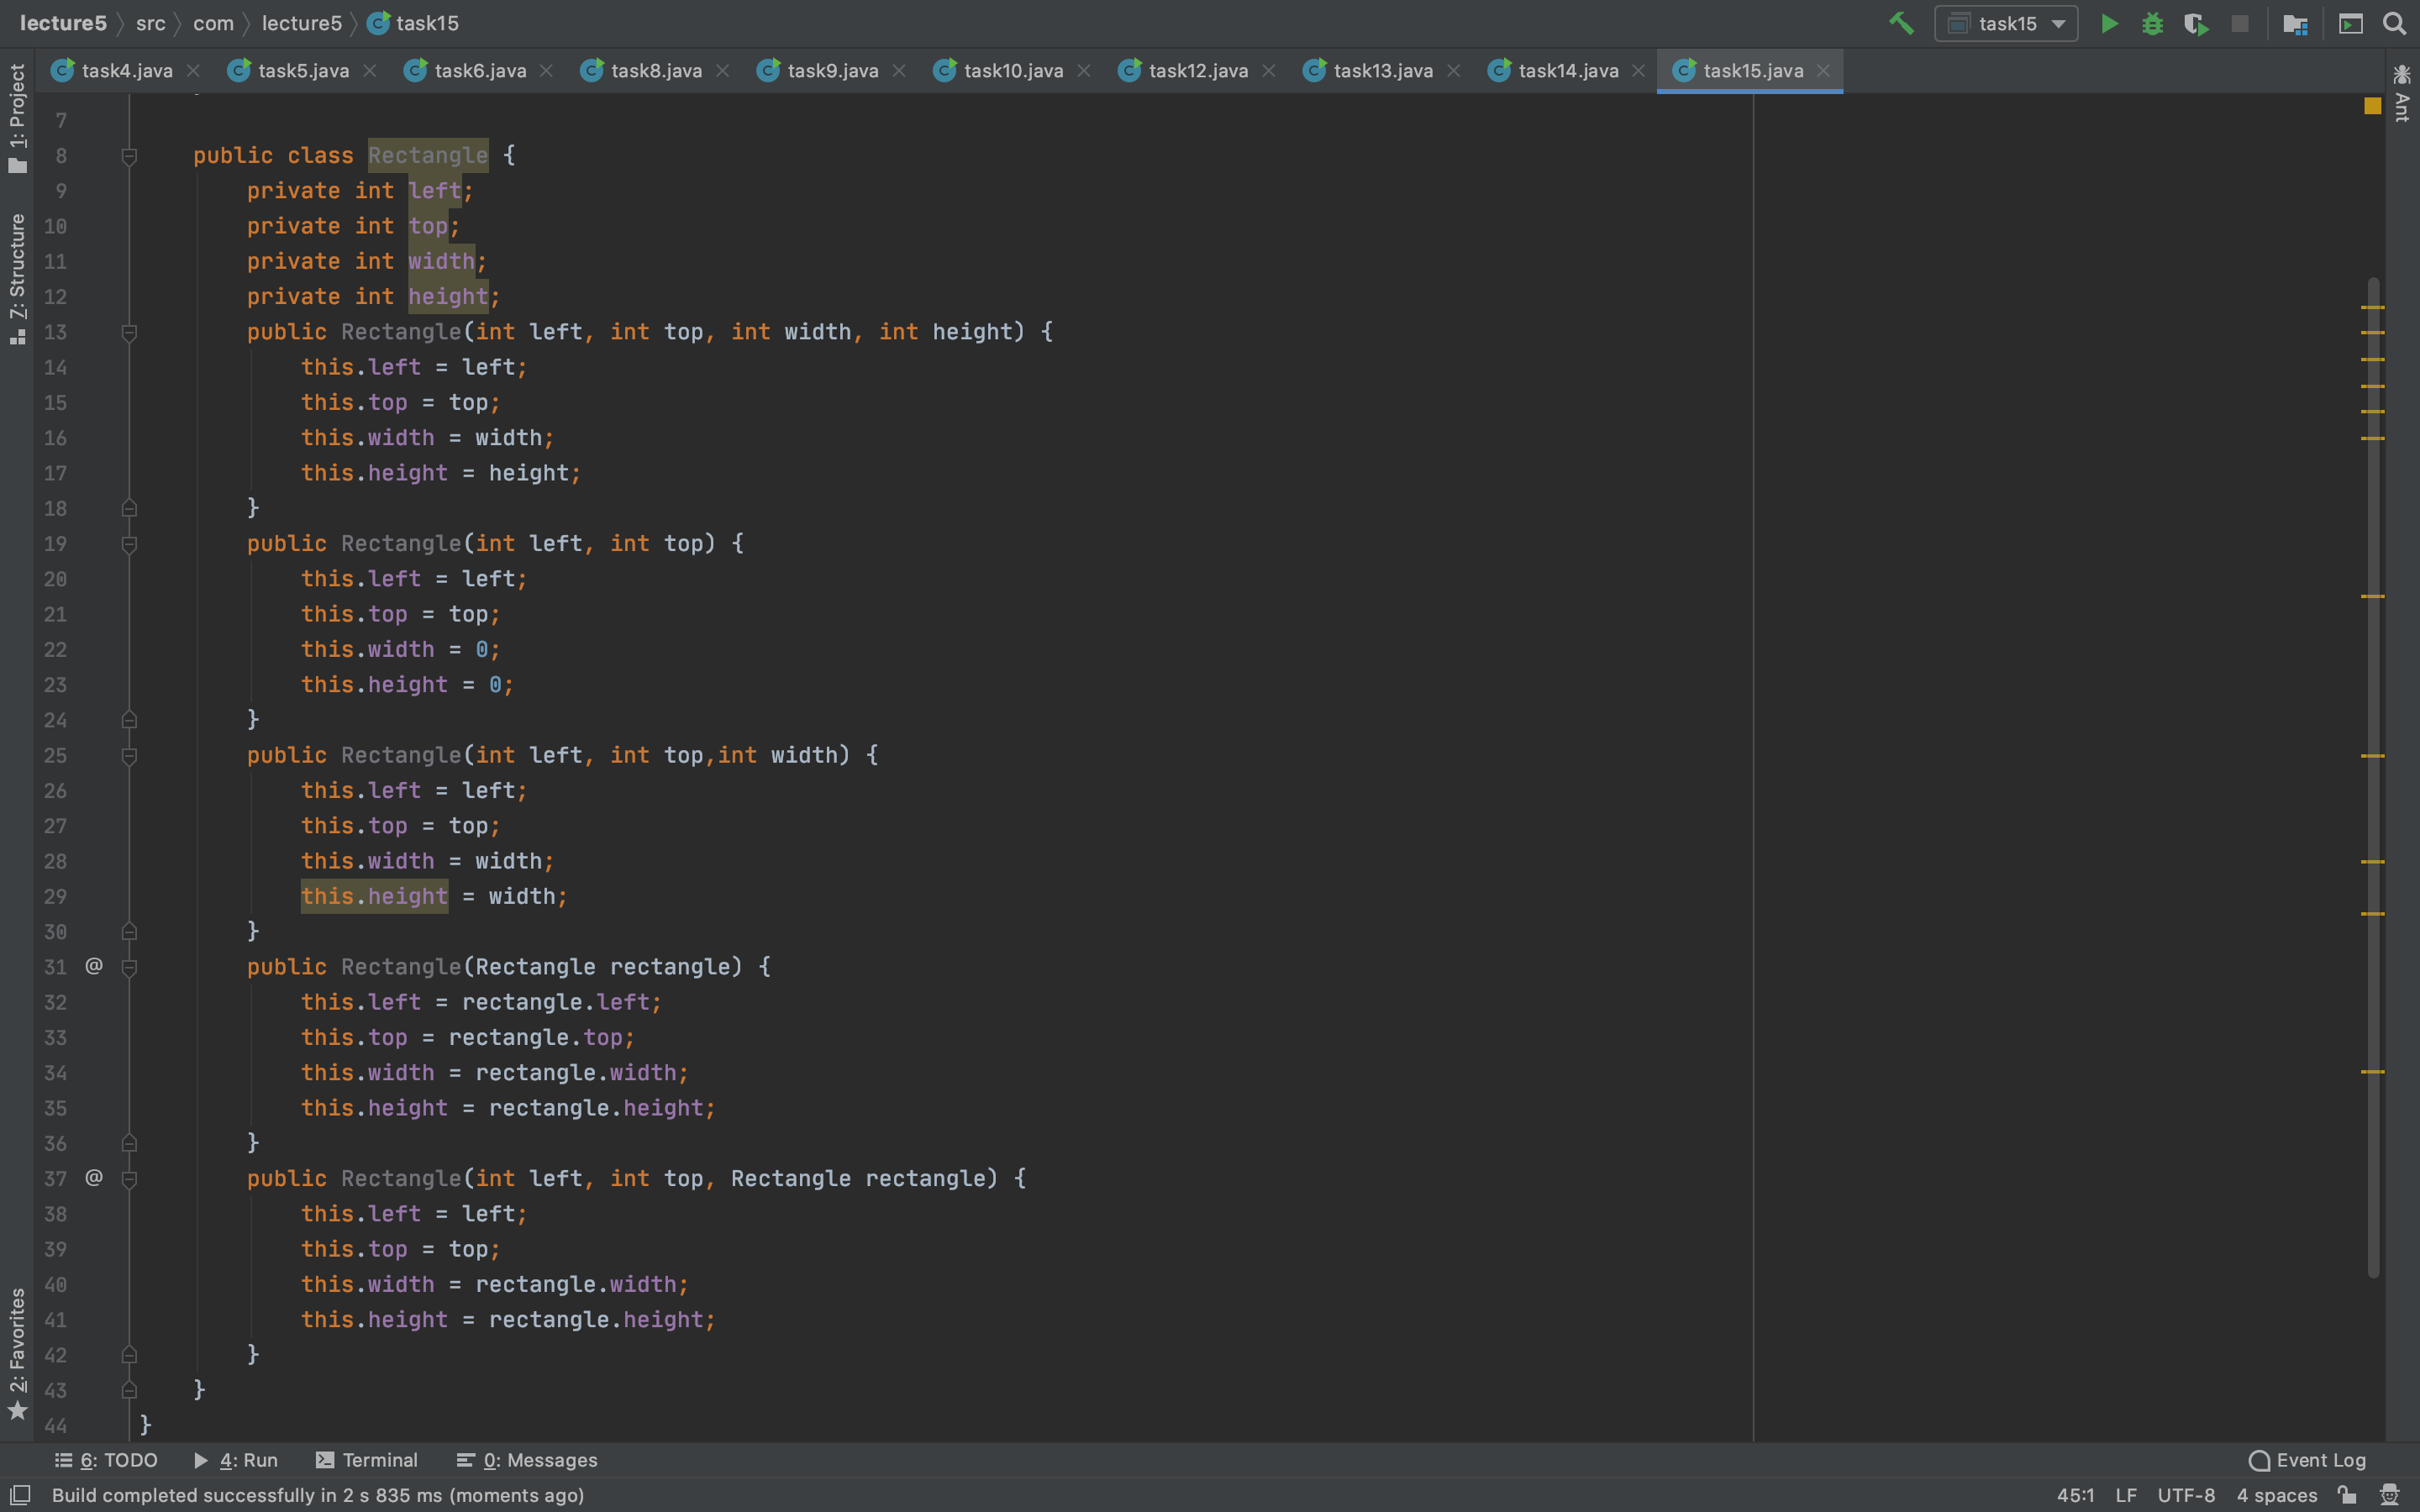 lecture5 src com lecture5 task15 task15
task4.java task5.java task6.java task8.java task9.java task10.java task12.java task13.java task14.java task15.java
1: Project
Z: Structure
2: Favorites
Ant
7
8 public class Rectangle {
9 private int left;
10 private int top;
11 private int width;
12 private int height;
13 public Rectangle(int left, int top, int width, int height) {
14 this.left = left;
15 this.top = top;
16 this.width = width;
17 this.height = height;
18 }
19 public Rectangle(int left, int top) {
20 this.left = left;
21 this.top = top;
22 this.width = 0;
23 this.height = 0;
24 }
25 public Rectangle(int left, int top,int width) {
26 this.left = left;
27 this.top = top;
28 this.width = width;
29 this.height = width;
30 }
31 @ public Rectangle(Rectangle rectangle) {
32 this.left = rectangle.left;
33 this.top = rectangle.top;
34 this.width = rectangle.width;
35 this.height = rectangle.height;
36 }
37 @ public Rectangle(int left, int top, Rectangle rectangle) {
38 this.left = left;
39 this.top = top;
40 this.width = rectangle.width;
41 this.height = rectangle.height;
42 }
43 }
44 }
6: TODO 4: Run Terminal 0: Messages Event Log
Build completed successfully in 2 s 835 ms (moments ago) 45:1 LF UTF-8 4 spaces